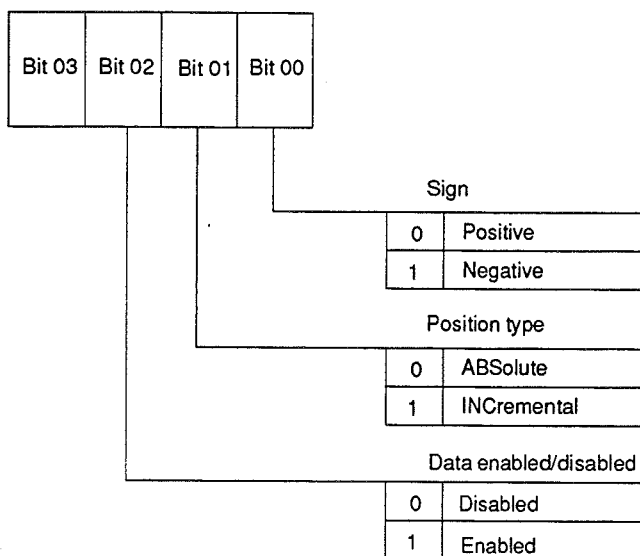 Bit 03 Bit 02 Bit 01 Bit 00
Sign
0 Positive
1 Negative
Position type
0 ABSolute
1 INCremental
Data enabled/disabled
0 Disabled
1 Enabled